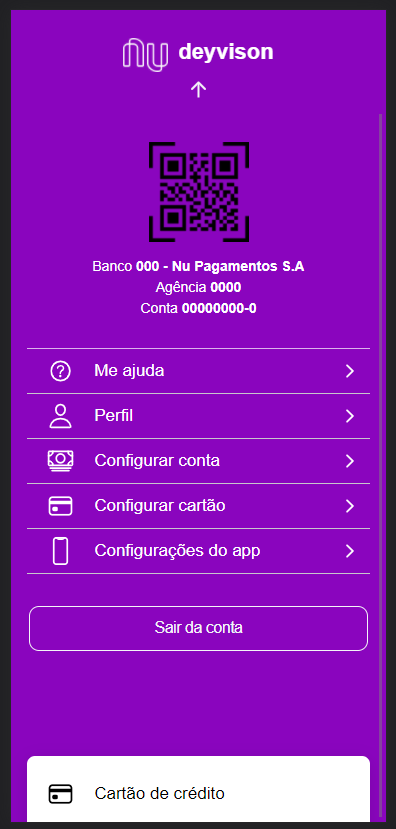 nu deyvison
Banco 000 - Nu Pagamentos S.A
Agência 0000
Conta 00000000-0
Me ajuda
Perfil
Configurar conta
Configurar cartão
Configurações do app
Sair da conta
Cartão de crédito